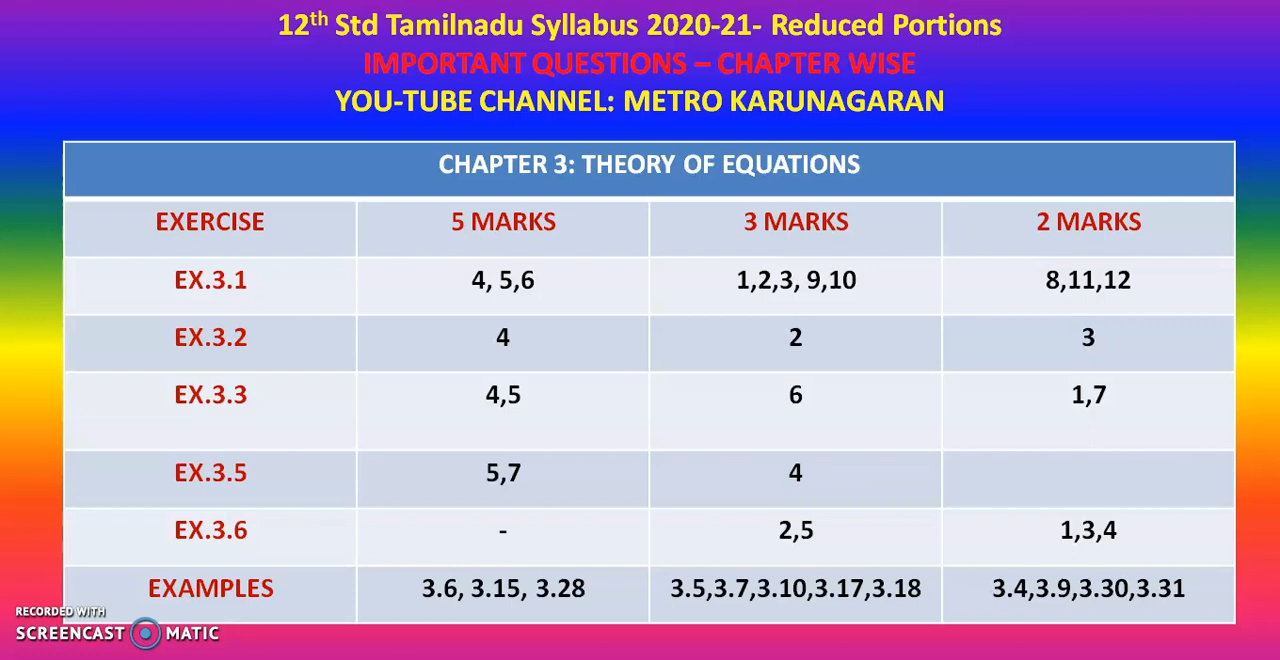 12th Std Tamilnadu Syllabus 2020-21- Reduced Portions
IMPORTANT QUESTIONS – CHAPTER WISE
YOU-TUBE CHANNEL: METRO KARUNAGARAN
CHAPTER 3: THEORY OF EQUATIONS
EXERCISE 5 MARKS 3 MARKS 2 MARKS
EX.3.1 4, 5,6 1,2,3, 9,10 8,11,12
EX.3.2 4 2 3
EX.3.3 4,5 6 1,7
EX.3.5 5,7 4
EX.3.6 - 2,5 1,3,4
EXAMPLES 3.6, 3.15, 3.28 3.5,3.7,3.10,3.17,3.18 3.4,3.9,3.30,3.31
RECORDED WITH
SCREENCAST MATIC